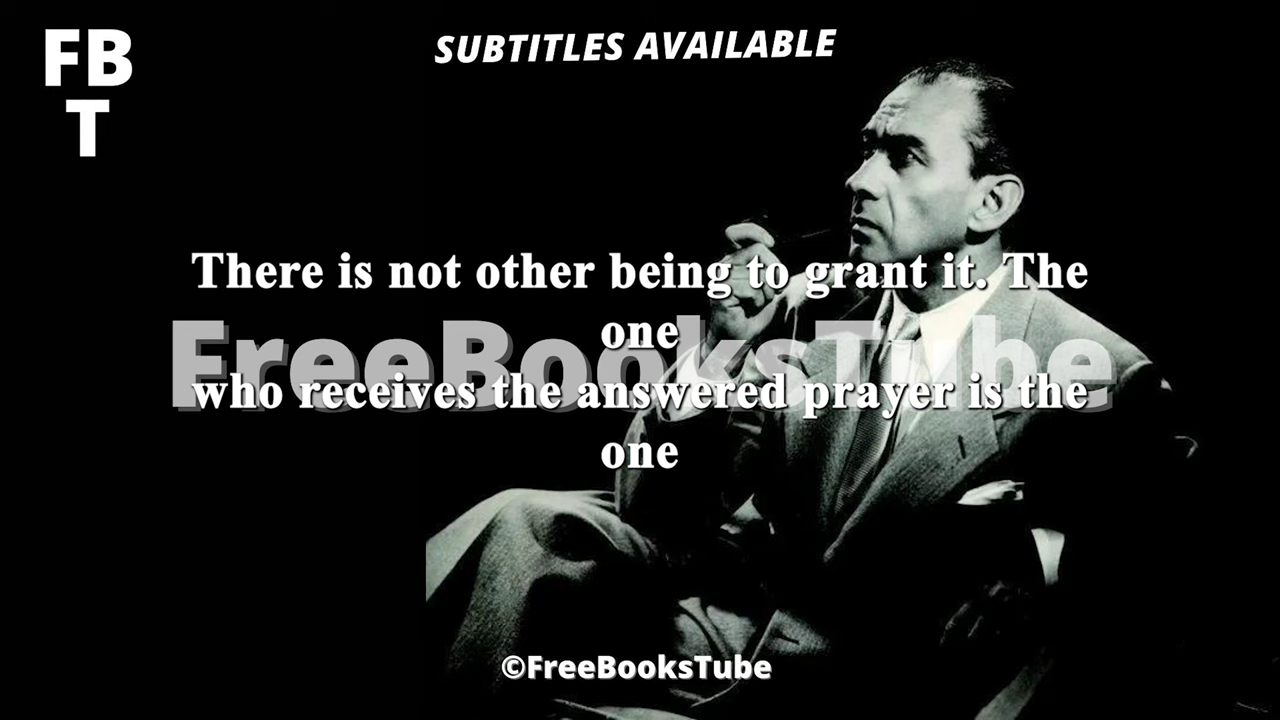 FB
T
SUBTITLES AVAILABLE
There is not other being to grant it. The
one
FreeBooksTube
who receives the answered prayer is the
one
©FreeBooksTube